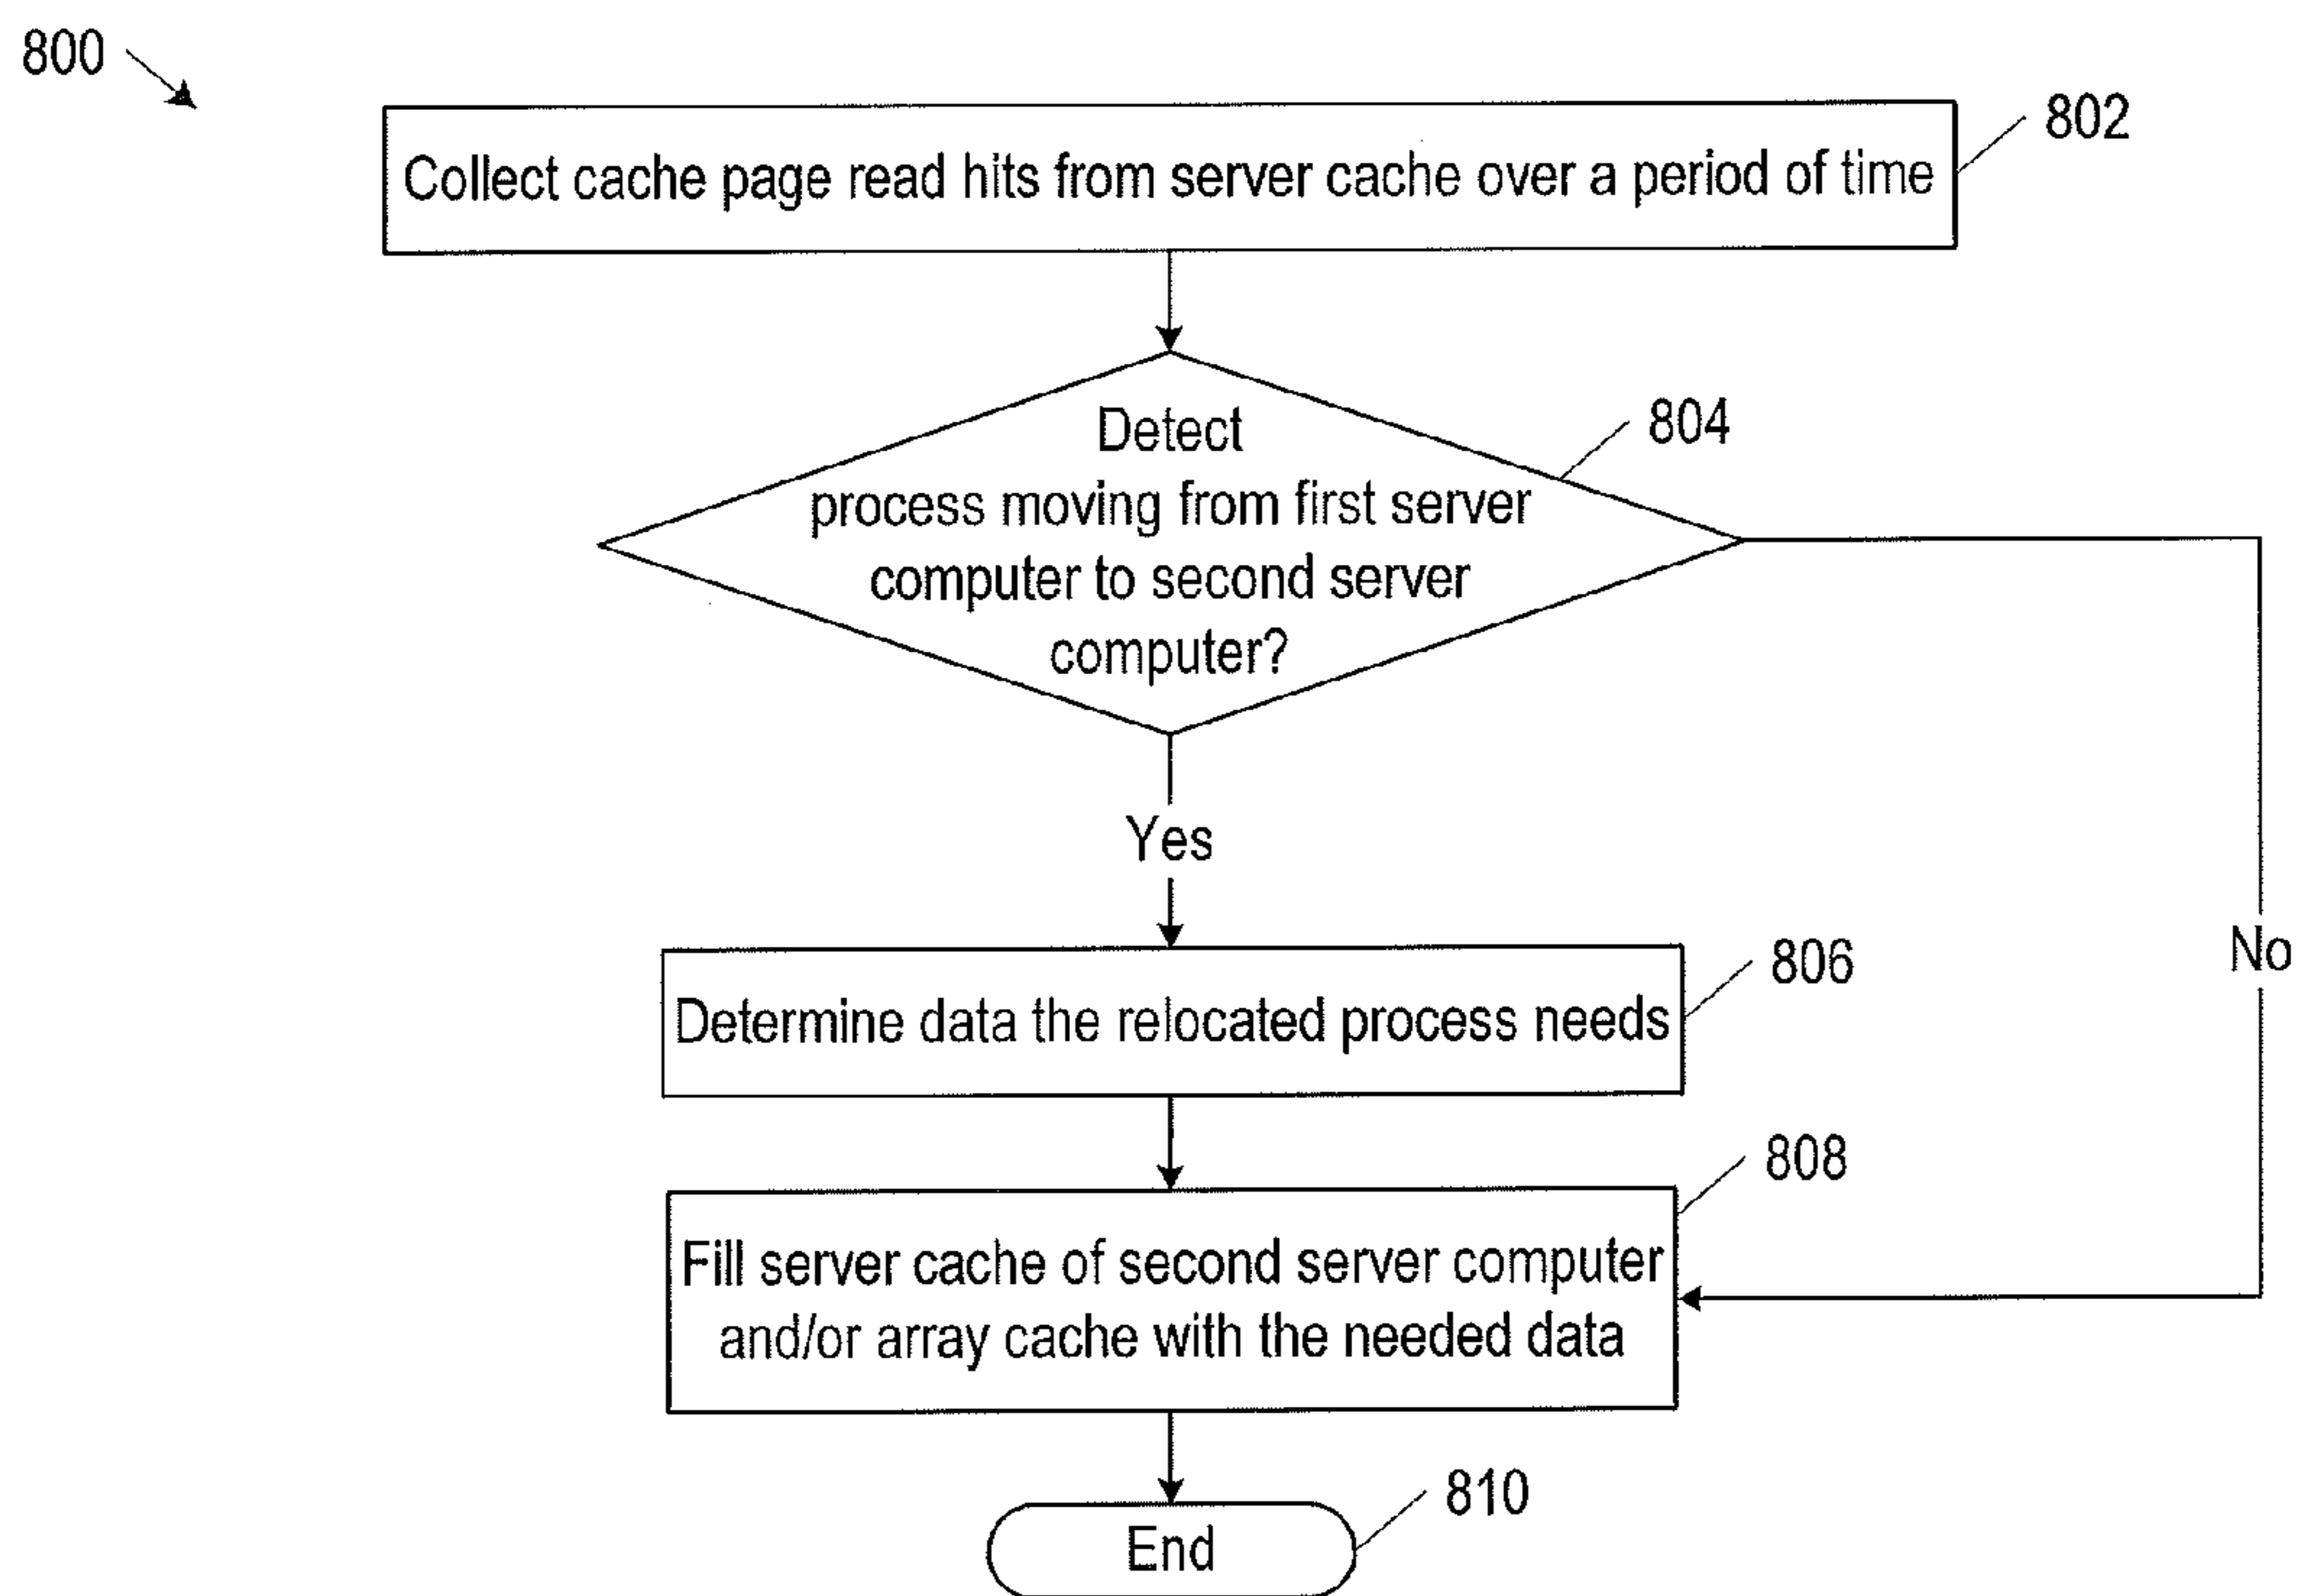 800
802
Collect cache page read hits from server cache over a period of time
804
Detect
process moving from first server
computer to second server
computer?
Yes
No
806
Determine data the relocated process needs
808
Fill server cache of second server computer
and/or array cache with the needed data
810
End